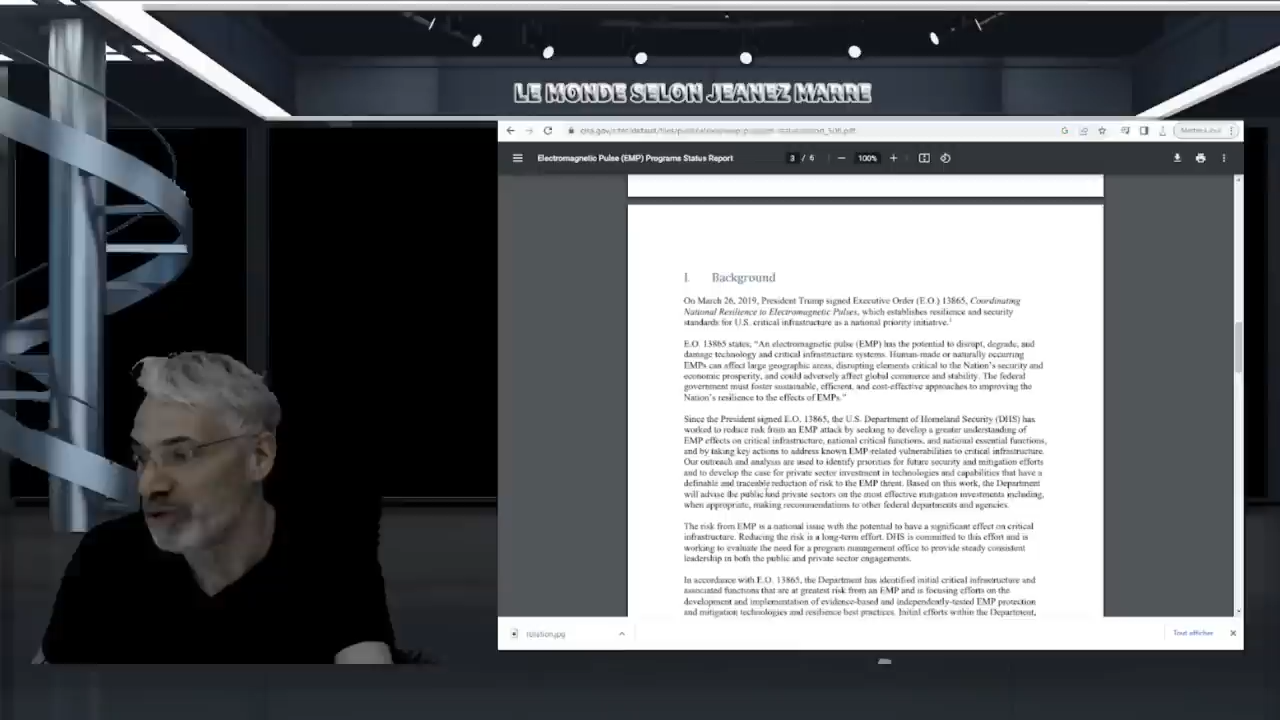 LE MONDE SELON JEANEZ MARRE
Electromagnetic Pulse (EMP) Programs Status Report
3 / 6
100%
I. Background
On March 26, 2019, President Trump signed Executive Order (E.O.) 13865, Coordinating
National Resilience to Electromagnetic Pulses, which establishes resilience and security
standards for U.S. critical infrastructure as a national priority initiative.1
E.O. 13865 states, "An electromagnetic pulse (EMP) has the potential to disrupt, degrade, and
damage technology and critical infrastructure systems. Human-made or naturally occurring
EMPs can affect large geographic areas, disrupting elements critical to the Nation's security and
economic prosperity, and could adversely affect global commerce and stability. The federal
government must foster sustainable, efficient, and cost-effective approaches to improving the
Nation's resilience to the effects of EMPs."
Since the President signed E.O. 13865, the U.S. Department of Homeland Security (DHS) has
worked to reduce risk from an EMP attack by seeking to develop a greater understanding of
EMP effects on critical infrastructure, national critical functions, and national essential functions,
and by taking key actions to address known EMP-related vulnerabilities to critical infrastructure.
Our outreach and analysis are used to identify priorities for future security and mitigation efforts
and to develop the case for private sector investment in technologies and capabilities that have a
definable and traceable reduction of risk to the EMP threat. Based on this work, the Department
will advise the public and private sectors on the most effective mitigation investments including,
when appropriate, making recommendations to other federal departments and agencies.
The risk from EMP is a national issue with the potential to have a significant effect on critical
infrastructure. Reducing the risk is a long-term effort. DHS is committed to this effort and is
working to evaluate the need for a program management office to provide steady consistent
leadership in both the public and private sector engagements.
In accordance with E.O. 13865, the Department has identified initial critical infrastructure and
associated functions that are at greatest risk from an EMP and is focusing efforts on the
development and implementation of evidence-based and independently-tested EMP protection
and mitigation technologies and resilience best practices. Initial efforts within the Department,
Tout afficher